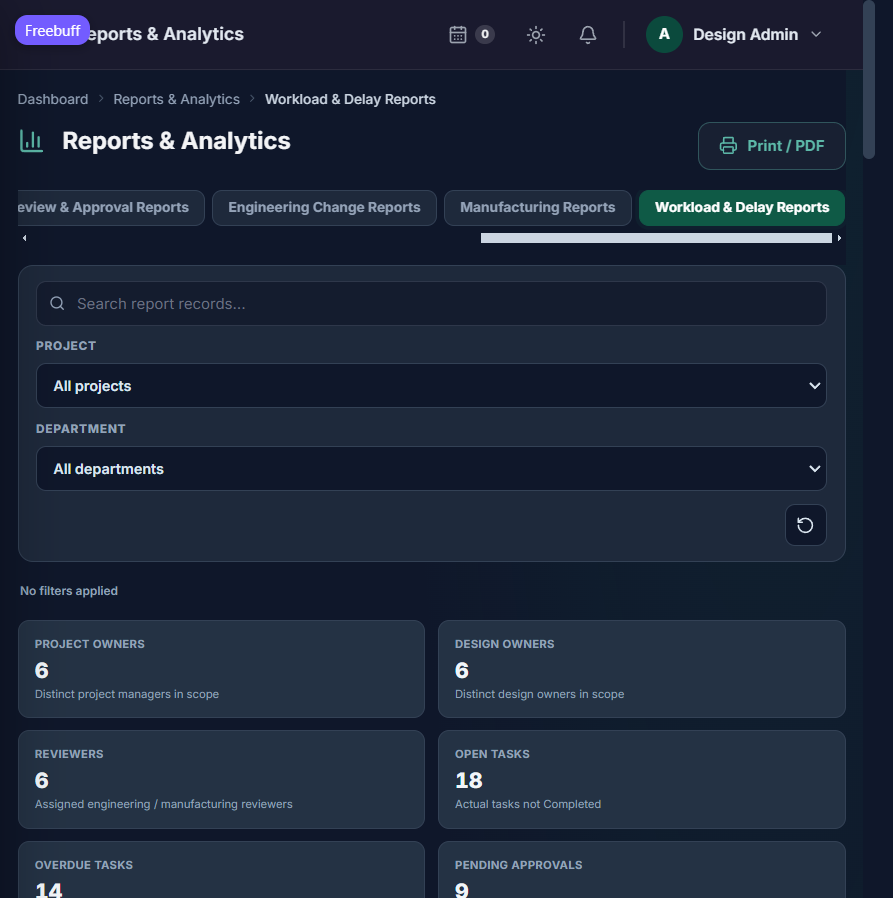 Freebuff
eports & Analytics
0
A
Design Admin
Dashboard
Reports & Analytics
Workload & Delay Reports
Reports & Analytics
Print / PDF
eview & Approval Reports
Engineering Change Reports
Manufacturing Reports
Workload & Delay Reports
Search report records...
PROJECT
All projects
DEPARTMENT
All departments
No filters applied
PROJECT OWNERS
6
Distinct project managers in scope
DESIGN OWNERS
6
Distinct design owners in scope
REVIEWERS
6
Assigned engineering / manufacturing reviewers
OPEN TASKS
18
Actual tasks not Completed
OVERDUE TASKS
14
PENDING APPROVALS
9